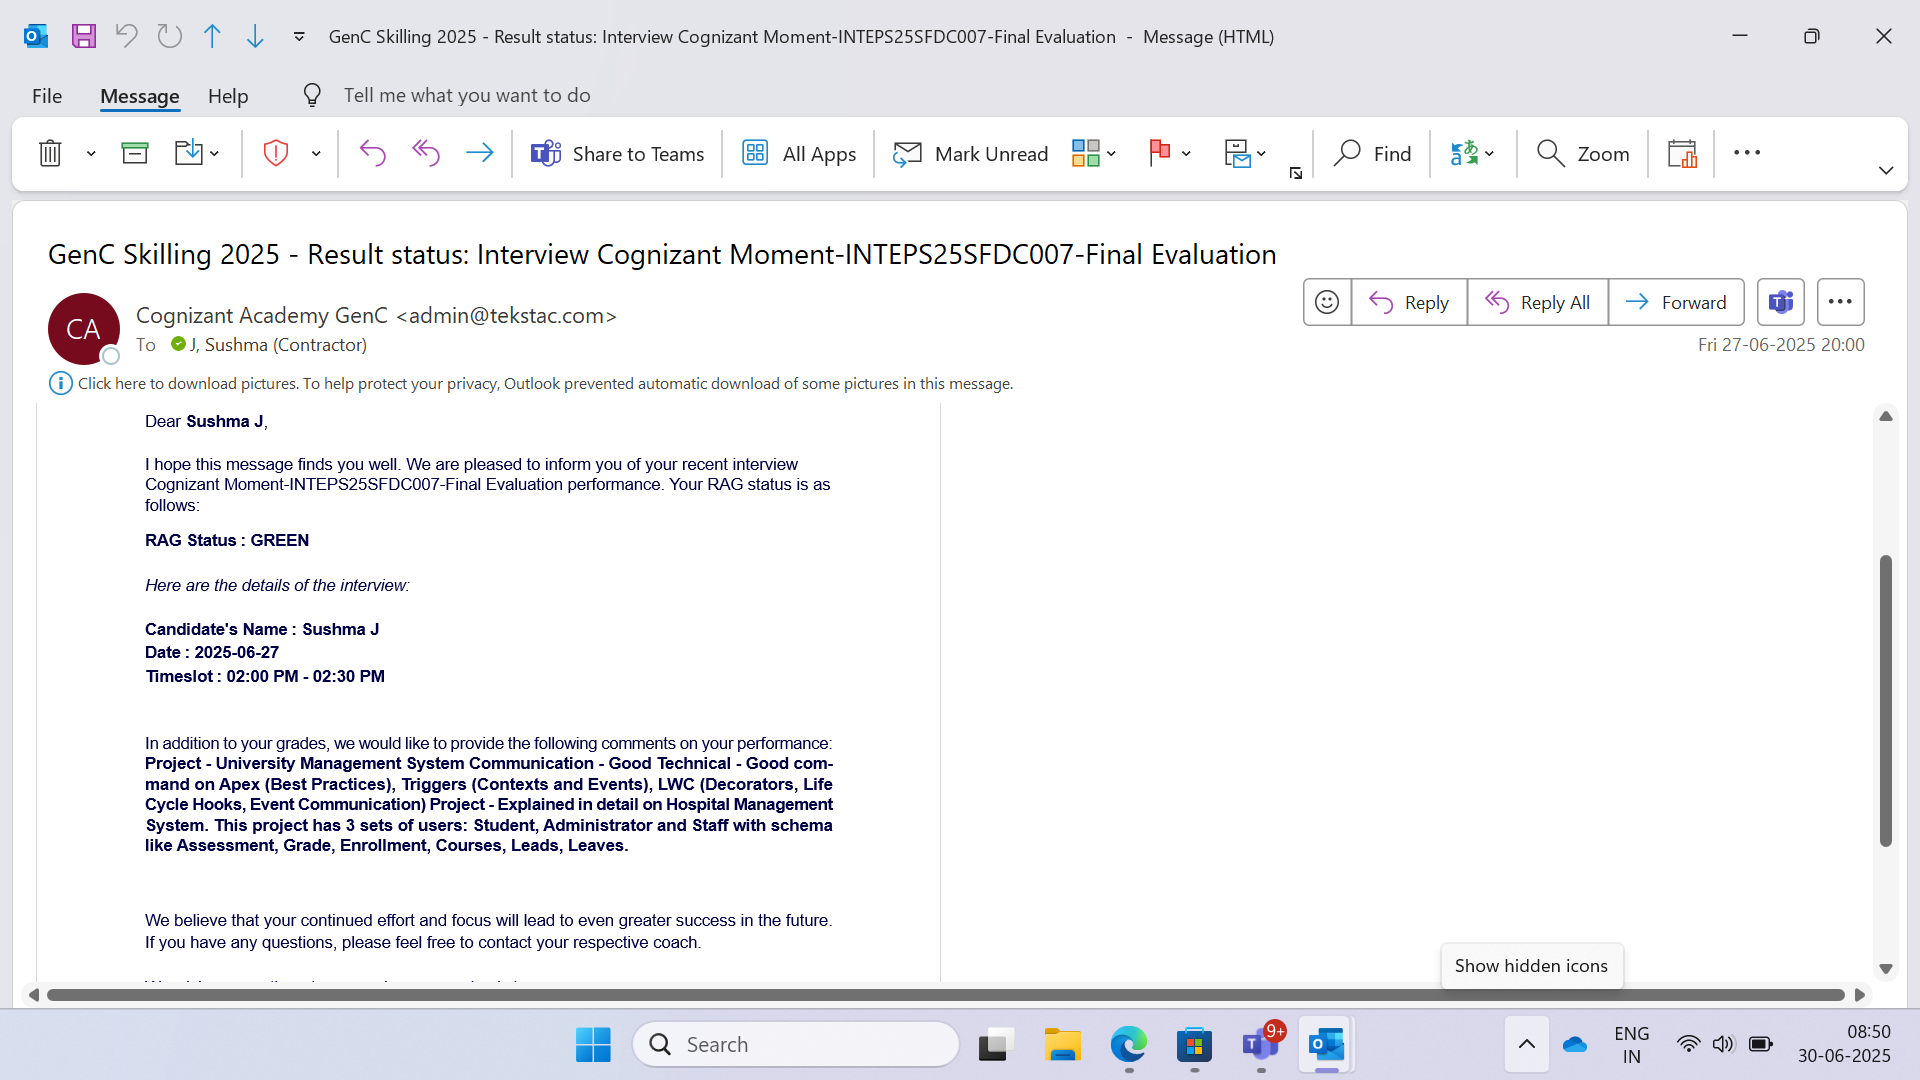 GenC Skilling 2025 - Result status: Interview Cognizant Moment-INTEPS25SFDC007-Final Evaluation - Message (HTML)
File Message Help Tell me what you want to do
Share to Teams All Apps Mark Unread Find Zoom
GenC Skilling 2025 - Result status: Interview Cognizant Moment-INTEPS25SFDC007-Final Evaluation
CA
Cognizant Academy GenC <admin@tekstac.com>
To J, Sushma (Contractor)
Reply Reply All Forward
Fri 27-06-2025 20:00
Click here to download pictures. To help protect your privacy, Outlook prevented automatic download of some pictures in this message.
Dear Sushma J,
I hope this message finds you well. We are pleased to inform you of your recent interview
Cognizant Moment-INTEPS25SFDC007-Final Evaluation performance. Your RAG status is as
follows:
RAG Status : GREEN
Here are the details of the interview:
Candidate's Name : Sushma J
Date : 2025-06-27
Timeslot : 02:00 PM - 02:30 PM
In addition to your grades, we would like to provide the following comments on your performance:
Project - University Management System Communication - Good Technical - Good com-
mand on Apex (Best Practices), Triggers (Contexts and Events), LWC (Decorators, Life
Cycle Hooks, Event Communication) Project - Explained in detail on Hospital Management
System. This project has 3 sets of users: Student, Administrator and Staff with schema
like Assessment, Grade, Enrollment, Courses, Leads, Leaves.
We believe that your continued effort and focus will lead to even greater success in the future.
If you have any questions, please feel free to contact your respective coach.
Show hidden icons
Search
9+
ENG
IN
08:50
30-06-2025